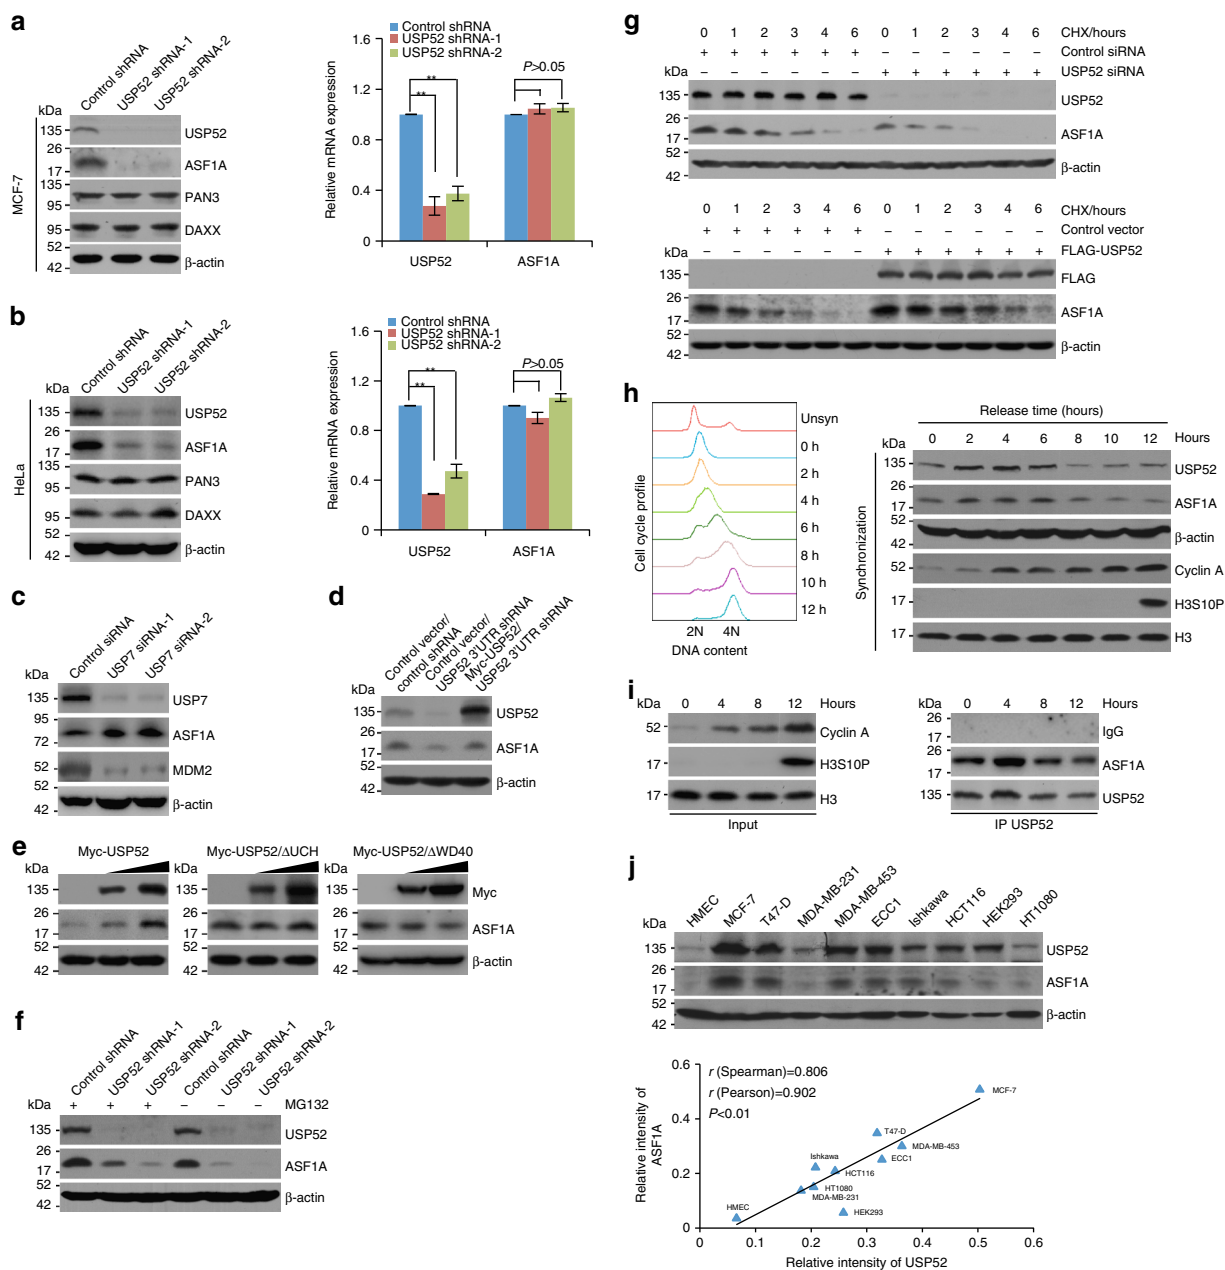 a
Control shRNA
USP52 shRNA-1
USP52 shRNA-2
kDa
MCF-7
135
USP52
26
17
ASF1A
135
95
PAN3
95
52
DAXX
42
β-actin
Control shRNA
USP52 shRNA-1
USP52 shRNA-2
Relative mRNA expression
1.6
1.2
0.8
0.4
0
**
**
P>0.05
USP52
ASF1A
b
Control shRNA
USP52 shRNA-1
USP52 shRNA-2
kDa
HeLa
135
USP52
26
17
ASF1A
135
95
PAN3
95
DAXX
52
42
β-actin
Control shRNA
USP52 shRNA-1
USP52 shRNA-2
Relative mRNA expression
1.6
1.2
0.8
0.4
0
**
**
P>0.05
USP52
ASF1A
c
Control siRNA
USP7 siRNA-1
USP7 siRNA-2
kDa
135
USP7
95
72
ASF1A
52
52
MDM2
42
β-actin
d
Control vector/
control shRNA
Control vector/
USP52 3'UTR shRNA
Myc-USP52/
USP52 3'UTR shRNA
kDa
135
USP52
26
17
ASF1A
52
42
β-actin
e
Myc-USP52
Myc-USP52/ΔUCH
Myc-USP52/ΔWD40
kDa
kDa
kDa
135
135
135
Myc
26
17
26
17
26
17
ASF1A
52
42
52
42
52
42
β-actin
f
Control shRNA
USP52 shRNA-1
USP52 shRNA-2
Control shRNA
USP52 shRNA-1
USP52 shRNA-2
kDa
+ + + – – –
MG132
135
USP52
26
17
ASF1A
52
42
β-actin
g
0 1 2 3 4 6 0 1 2 3 4 6 CHX/hours
+ + + + + + – – – – – – Control siRNA
kDa – – – – – – + + + + + + USP52 siRNA
135
USP52
26
17
ASF1A
52
42
β-actin
0 1 2 3 4 6 0 1 2 3 4 6 CHX/hours
+ + + + + + – – – – – – Control vector
kDa – – – – – – + + + + + + FLAG-USP52
135
FLAG
26
17
ASF1A
52
42
β-actin
h
Cell cycle profile
Unsyn
0 h
2 h
4 h
6 h
8 h
10 h
12 h
2N 4N
DNA content
Release time (hours)
kDa
0 2 4 6 8 10 12 Hours
Synchronization
135
USP52
26
17
ASF1A
52
42
β-actin
52
Cyclin A
17
H3S10P
17
H3
i
kDa 0 4 8 12 Hours
52
Cyclin A
17
H3S10P
17
H3
Input
kDa 0 4 8 12 Hours
26
17
IgG
26
17
ASF1A
135
USP52
IP USP52
j
HMEC
MCF-7
T47-D
MDA-MB-231
MDA-MB-453
ECC1
Ishkawa
HCT116
HEK293
HT1080
kDa
135
USP52
26
17
ASF1A
52
42
β-actin
Relative intensity of
ASF1A
0.6
0.4
0.2
0
r (Spearman)=0.806
r (Pearson)=0.902
P<0.01
MCF-7
T47-D
MDA-MB-453
ECC1
Ishkawa
HCT116
HT1080
MDA-MB-231
HMEC
HEK293
0 0.1 0.2 0.3 0.4 0.5 0.6
Relative intensity of USP52